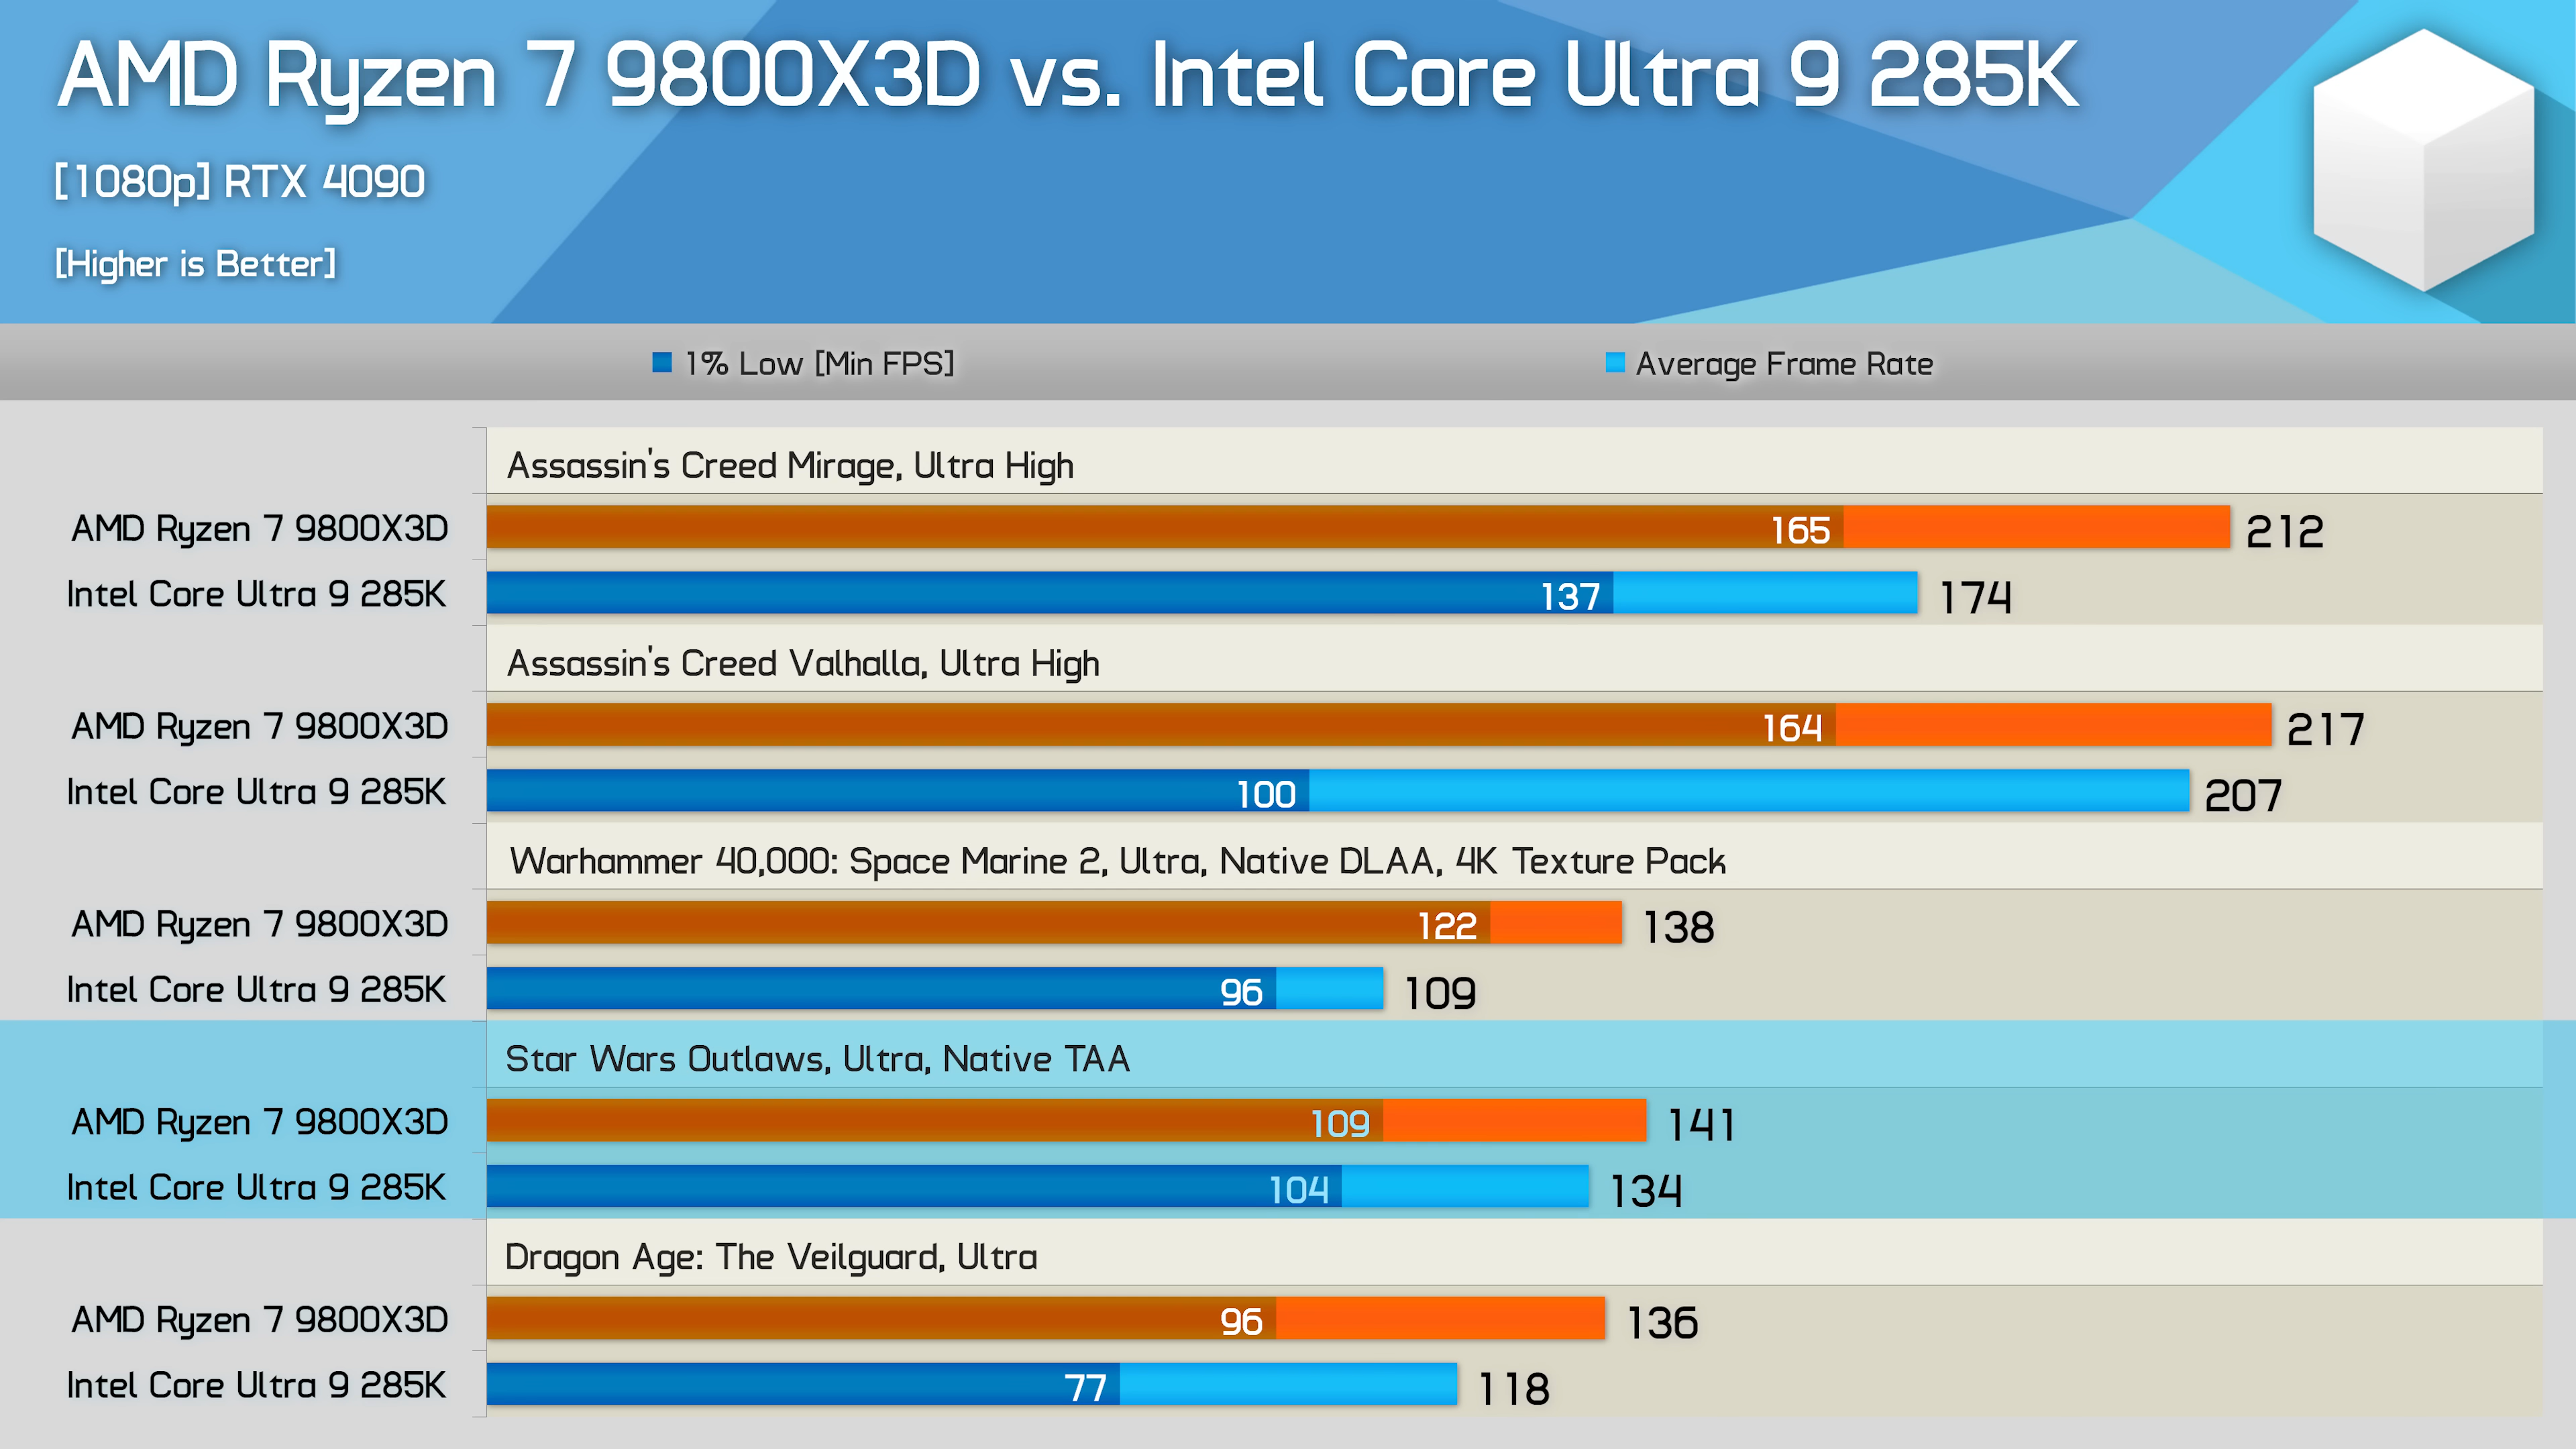 AMD Ryzen 7 9800X3D vs. Intel Core Ultra 9 285K
[1080p] RTX 4090
[Higher is Better]
1% Low [Min FPS] Average Frame Rate
Assassin's Creed Mirage, Ultra High
AMD Ryzen 7 9800X3D 165 212
Intel Core Ultra 9 285K 137 174
Assassin's Creed Valhalla, Ultra High
AMD Ryzen 7 9800X3D 164 217
Intel Core Ultra 9 285K 100 207
Warhammer 40,000: Space Marine 2, Ultra, Native DLAA, 4K Texture Pack
AMD Ryzen 7 9800X3D 122 138
Intel Core Ultra 9 285K 96 109
Star Wars Outlaws, Ultra, Native TAA
AMD Ryzen 7 9800X3D 109 141
Intel Core Ultra 9 285K 104 134
Dragon Age: The Veilguard, Ultra
AMD Ryzen 7 9800X3D 96 136
Intel Core Ultra 9 285K 77 118